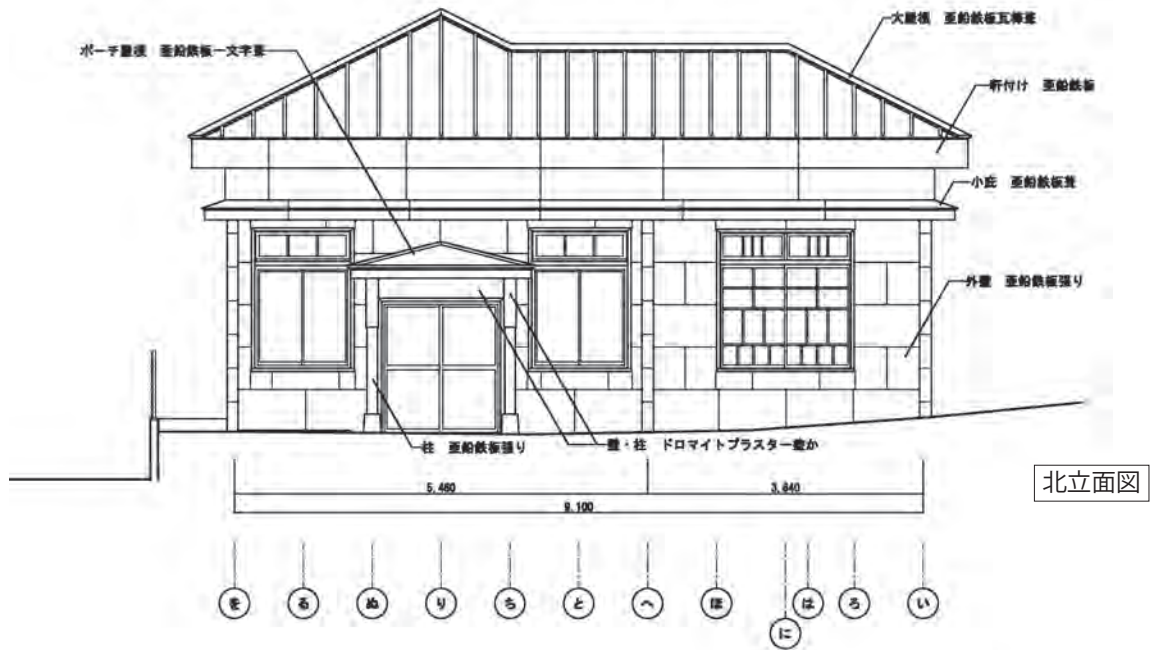 大屋根 亜鉛鉄板瓦棒葺
ポーチ屋根 亜鉛鉄板一文字葺
軒付け 亜鉛鉄板
小庇 亜鉛鉄板葺
外壁 亜鉛鉄板張り
柱 亜鉛鉄板張り
壁・柱 ドロマイトプラスター塗か
北立面図
5.460
3.640
9.100
を
る
ぬ
り
ち
と
へ
ほ
に
は
ろ
い